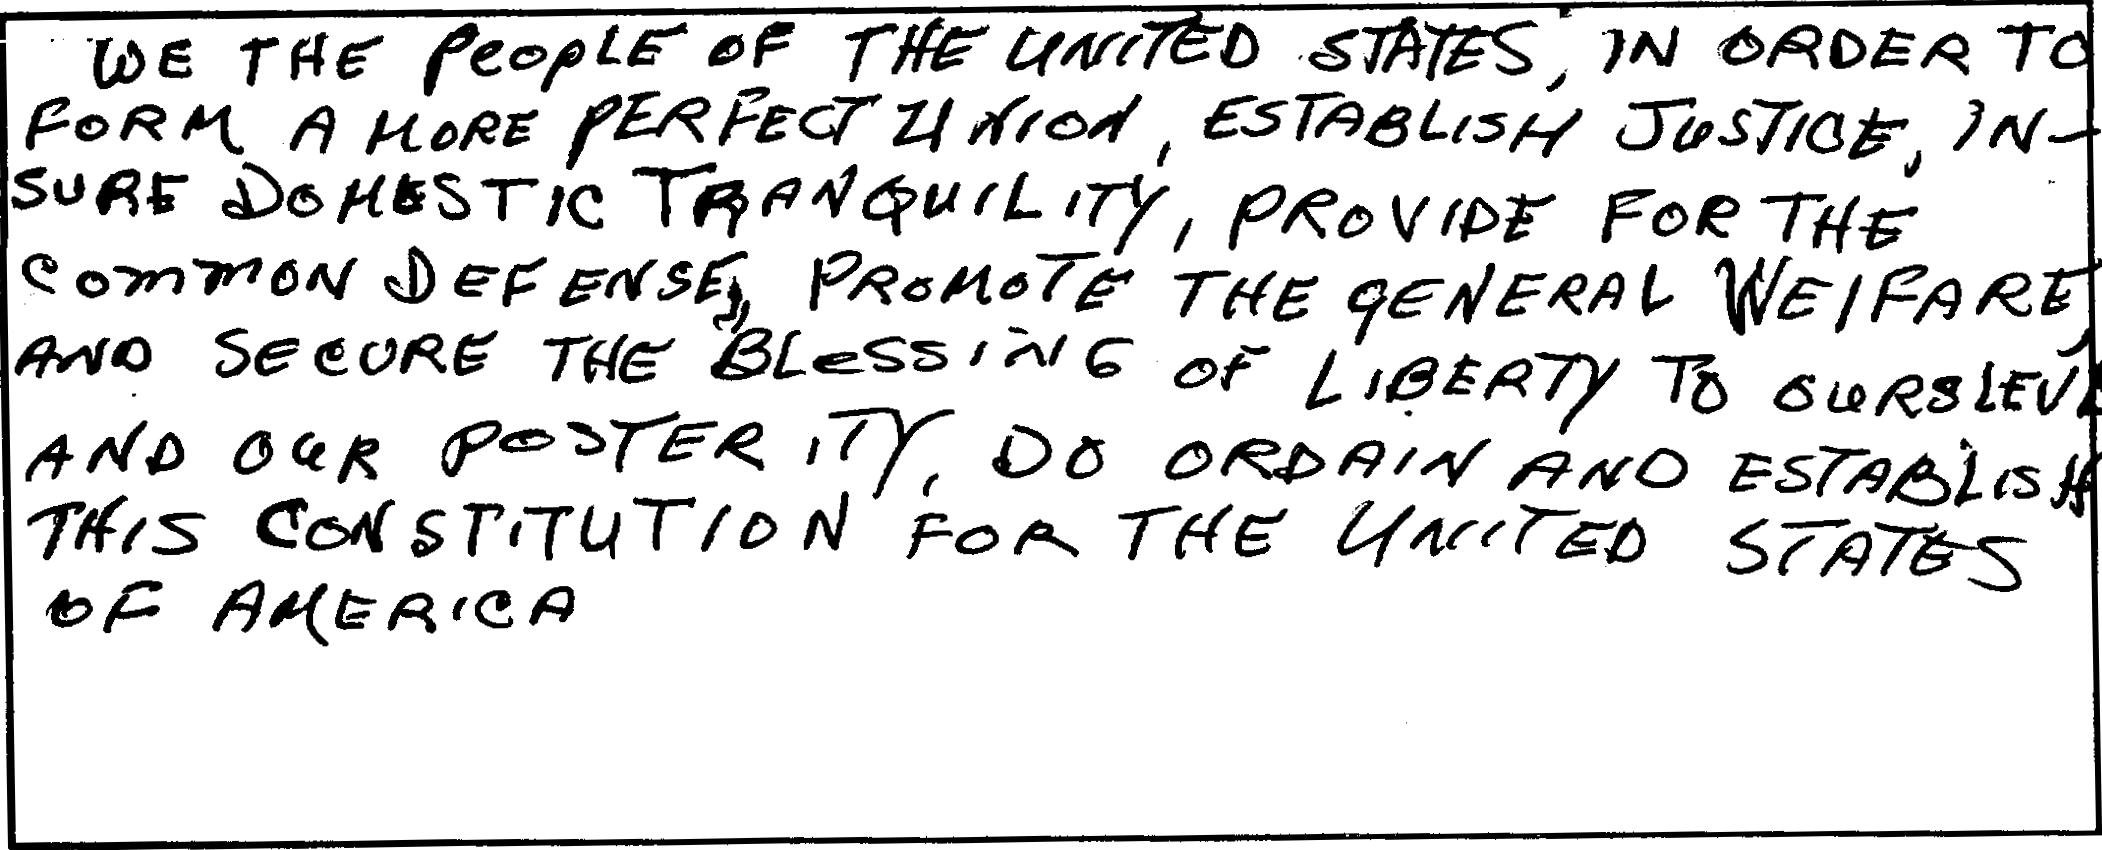 WE THE PEOPLE OF THE UNITED STATES, IN ORDER TO
FORM A MORE PERFECT UNION, ESTABLISH JUSTICE, IN-
SURE DOMESTIC TRANQUILITY, PROVIDE FOR THE
COMMON DEFENSE, PROMOTE THE GENERAL WELFARE,
AND SECURE THE BLESSING OF LIBERTY TO OURSLEVE
AND OUR POSTERITY, DO ORDAIN AND ESTABLISH
THIS CONSTITUTION FOR THE UNITED STATES
OF AMERICA